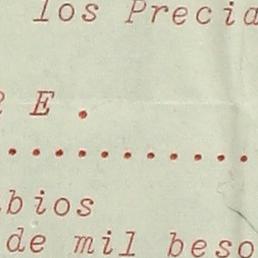 los Precia
E .
. . . . . . . . . . .
bios
de mil beso